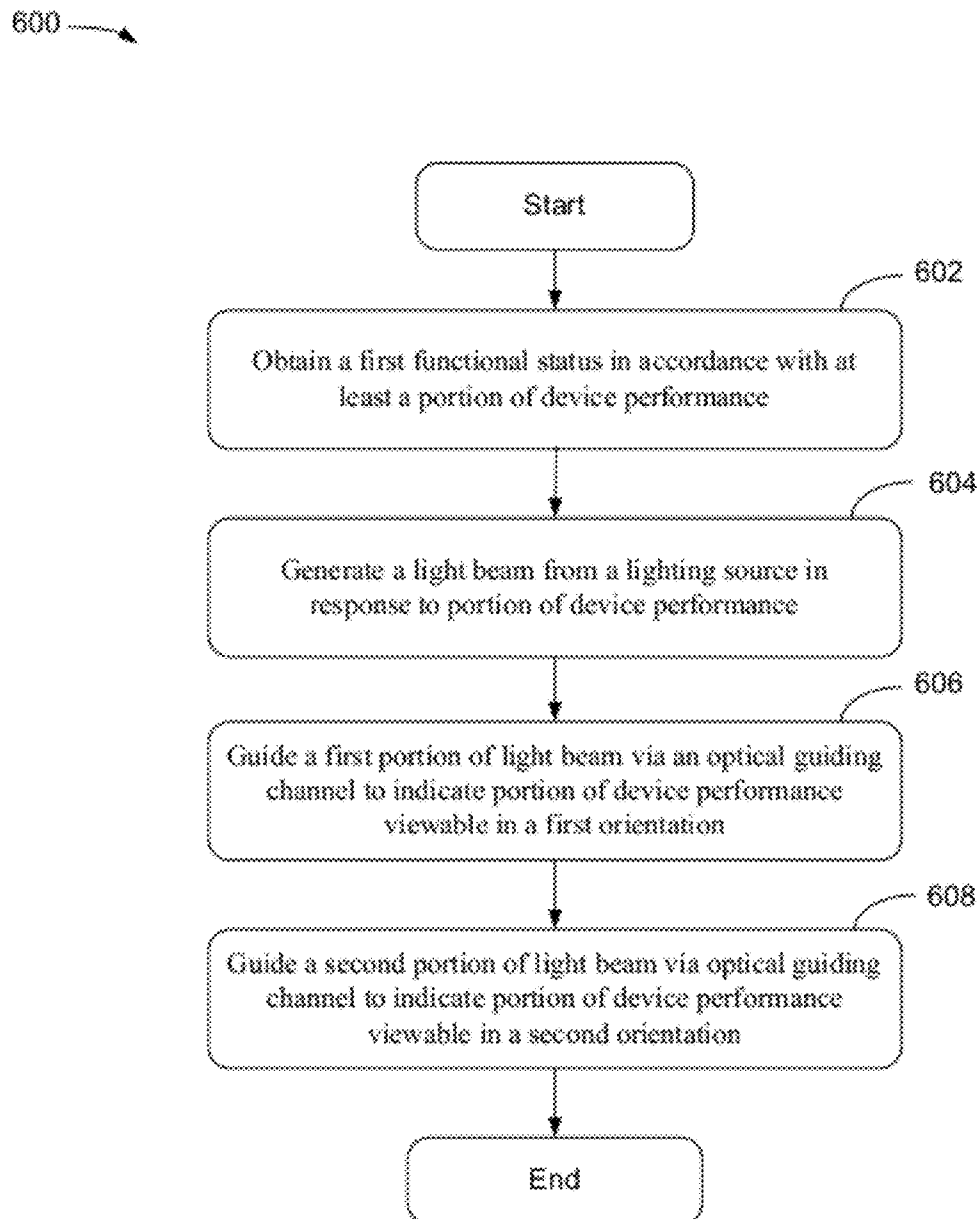 600
Start
602
Obtain a first functional status in accordance with at
least a portion of device performance
604
Generate a light beam from a lighting source in
response to portion of device performance
606
Guide a first portion of light beam via an optical guiding
channel to indicate portion of device performance
viewable in a first orientation
608
Guide a second portion of light beam via optical guiding
channel to indicate portion of device performance
viewable in a second orientation
End